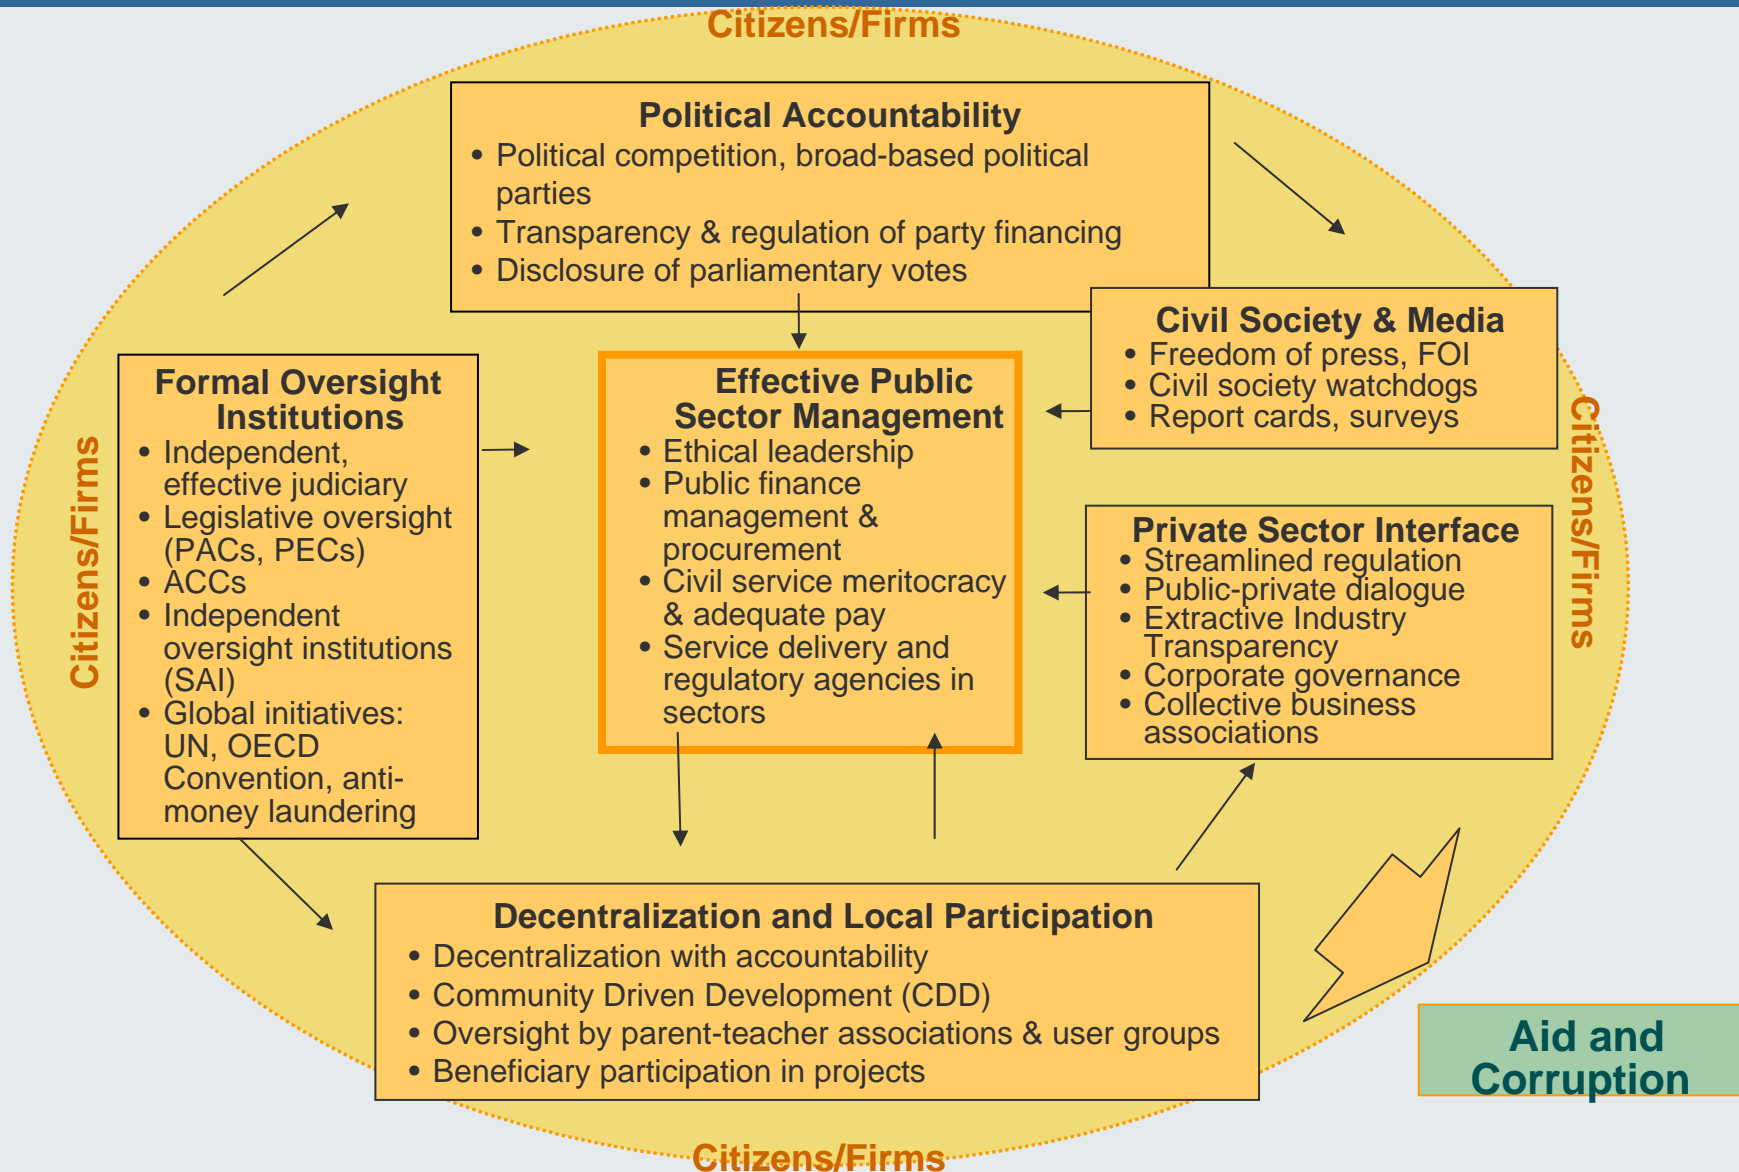 Citizens/Firms
Political Accountability
• Political competition, broad-based political
parties
• Transparency & regulation of party financing
• Disclosure of parliamentary votes
Civil Society & Media
• Freedom of press, FOI
• Civil society watchdogs
• Report cards, surveys
Formal Oversight
Institutions
• Independent,
effective judiciary
• Legislative oversight
(PACs, PECs)
• ACCs
• Independent
oversight institutions
(SAI)
• Global initiatives:
UN, OECD
Convention, anti-
money laundering
Effective Public
Sector Management
• Ethical leadership
• Public finance
management &
procurement
• Civil service meritocracy
& adequate pay
• Service delivery and
regulatory agencies in
sectors
Private Sector Interface
• Streamlined regulation
• Public-private dialogue
• Extractive Industry
Transparency
• Corporate governance
• Collective business
associations
Citizens/Firms
Citizens/Firms
Decentralization and Local Participation
• Decentralization with accountability
• Community Driven Development (CDD)
• Oversight by parent-teacher associations & user groups
• Beneficiary participation in projects
Aid and
Corruption
Citizens/Firms